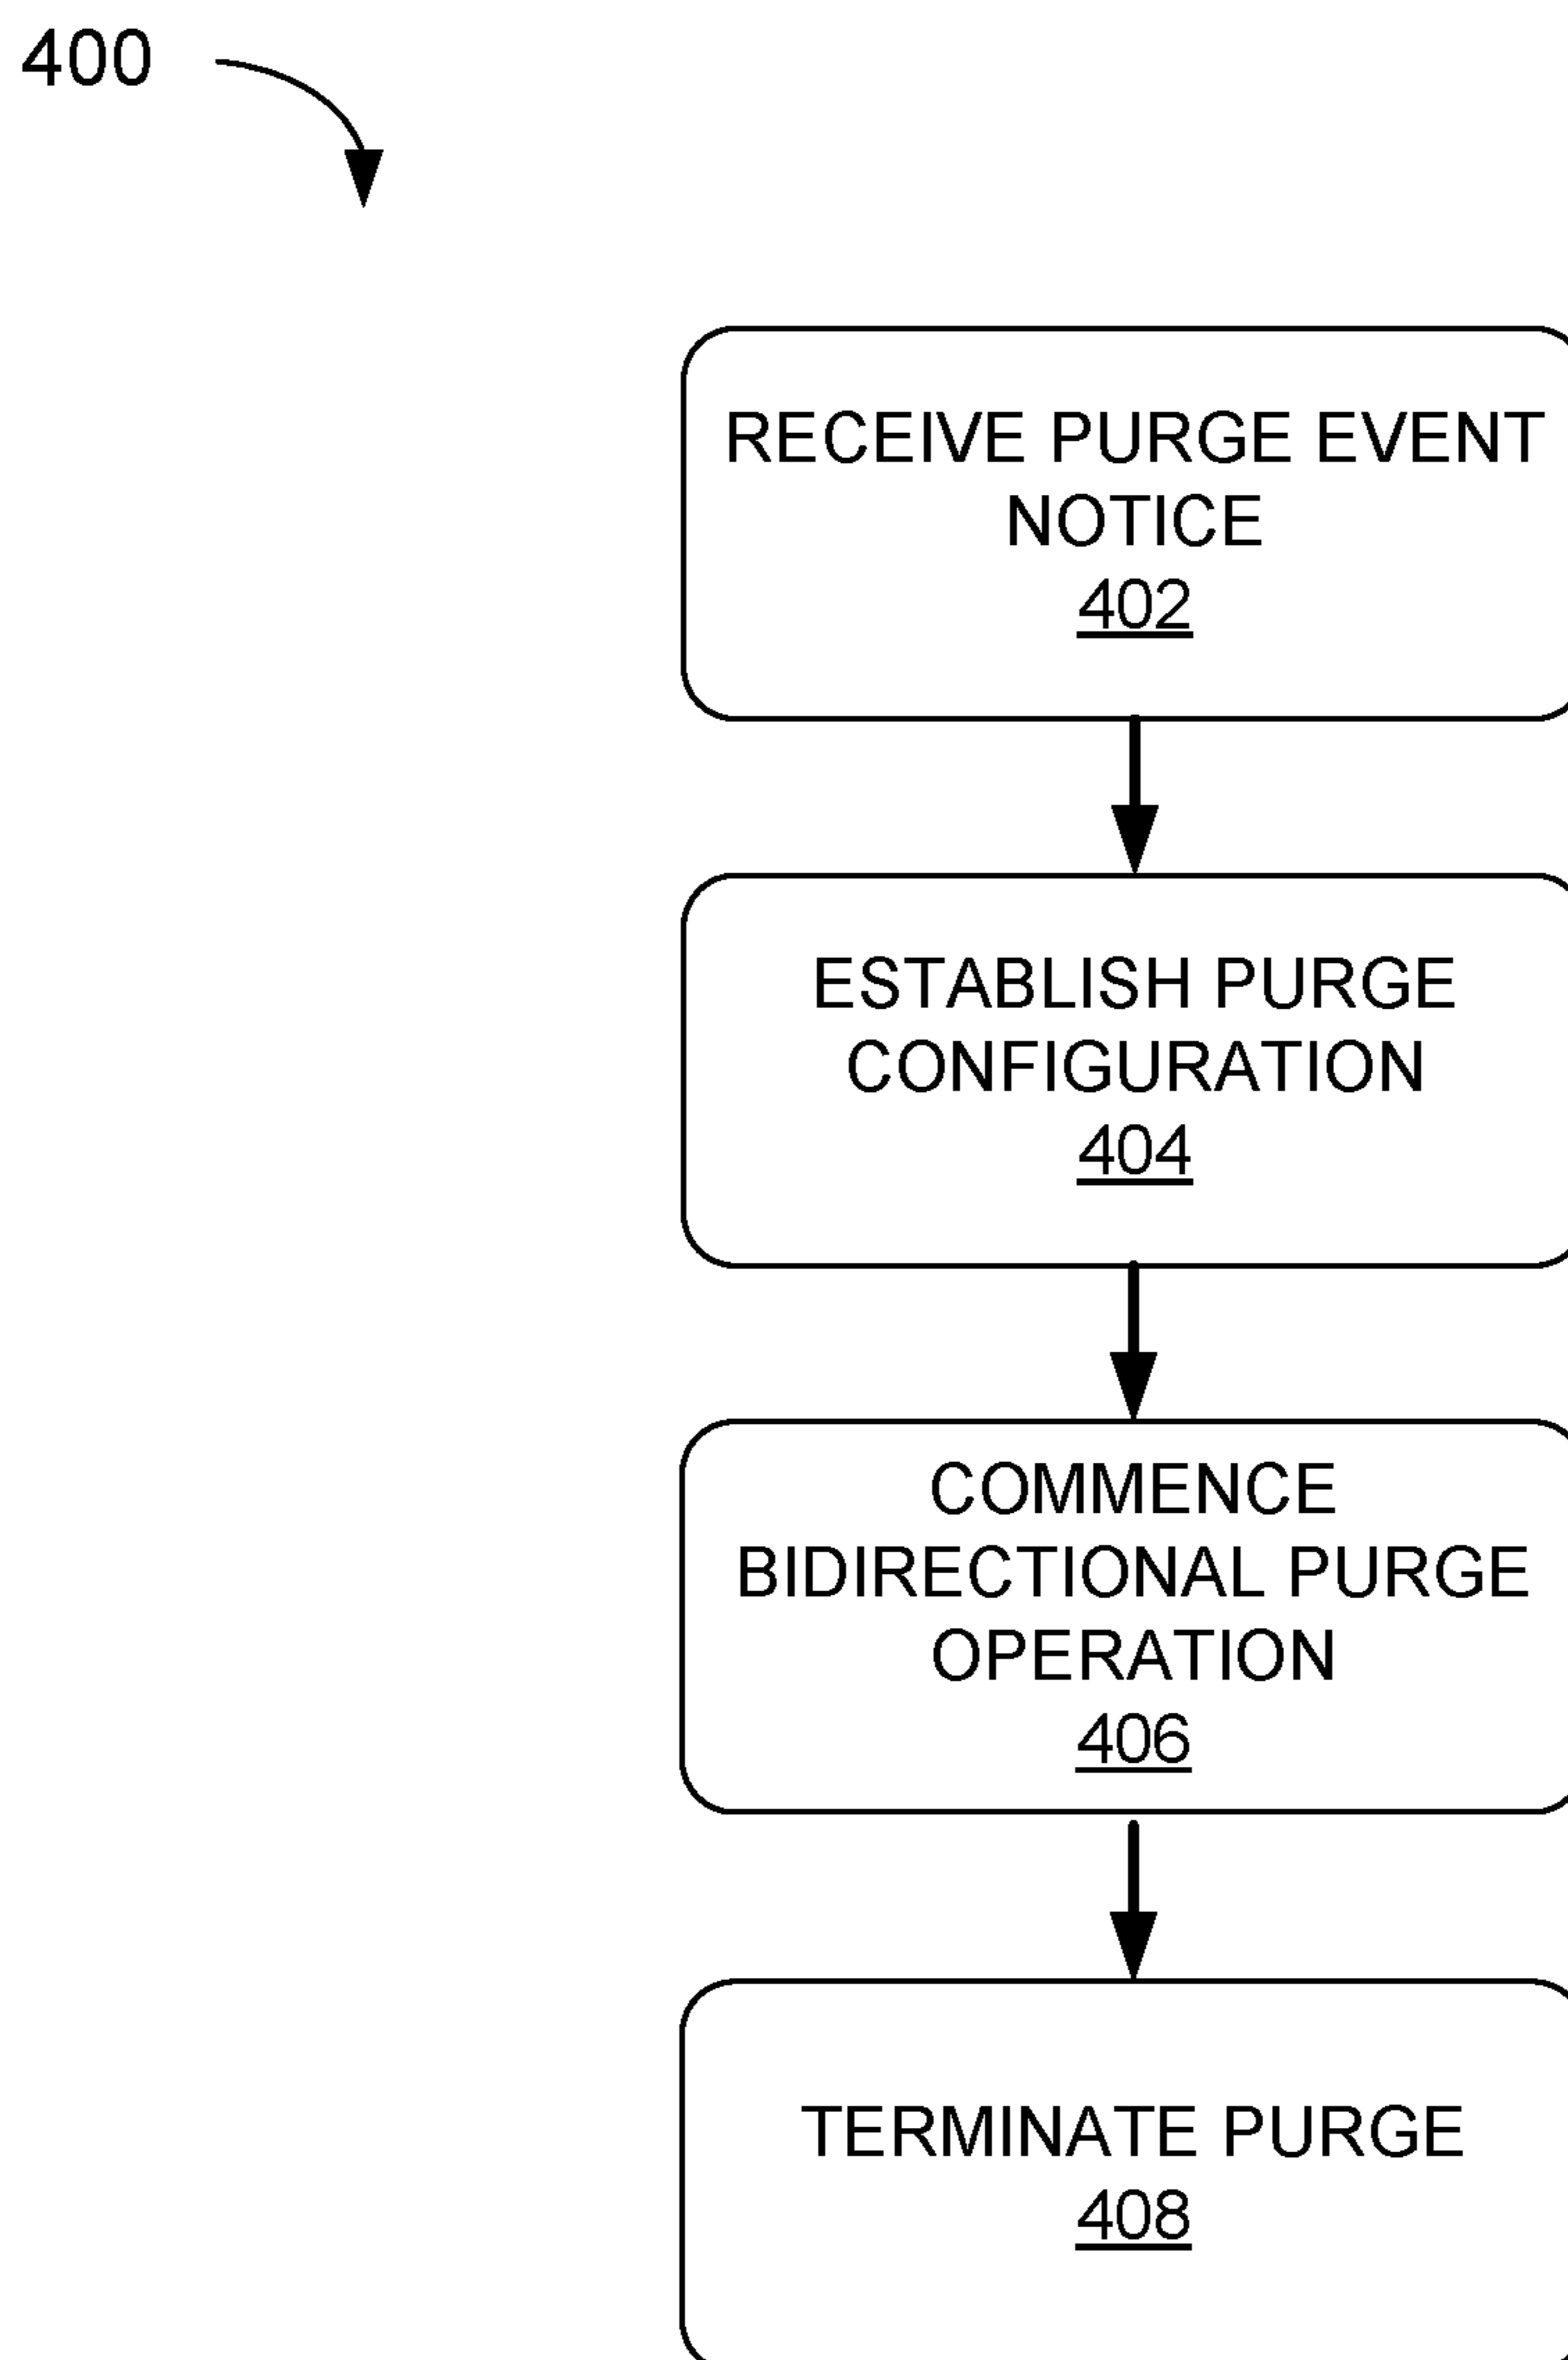 400
RECEIVE PURGE EVENT
NOTICE
402
ESTABLISH PURGE
CONFIGURATION
404
COMMENCE
BIDIRECTIONAL PURGE
OPERATION
406
TERMINATE PURGE
408